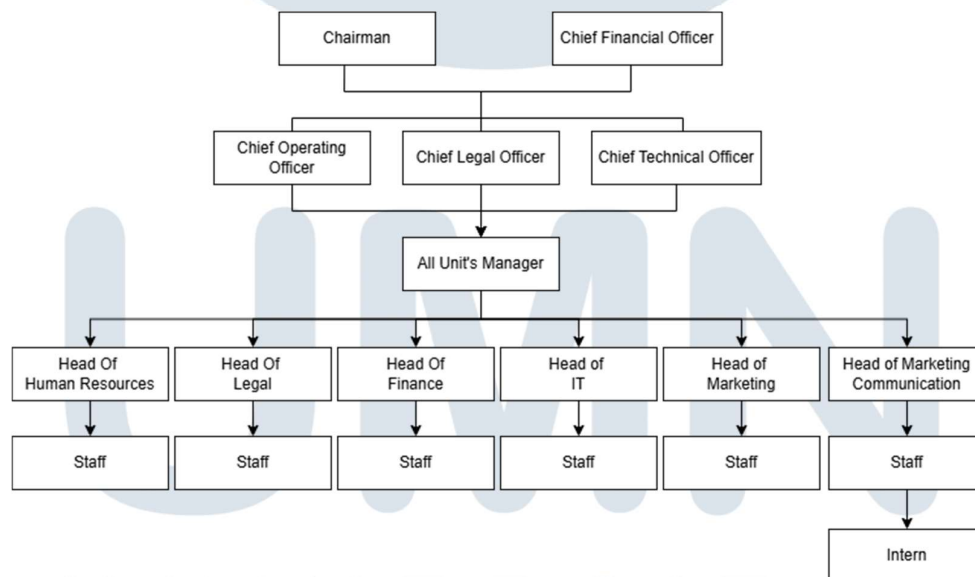 Chairman
Chief Financial Officer
Chief Operating
Officer
Chief Legal Officer
Chief Technical Officer
All Unit's Manager
Head Of
Human Resources
Head Of
Legal
Head Of
Finance
Head of
IT
Head of
Marketing
Head of Marketing
Communication
Staff
Staff
Staff
Staff
Staff
Staff
Intern
UMN